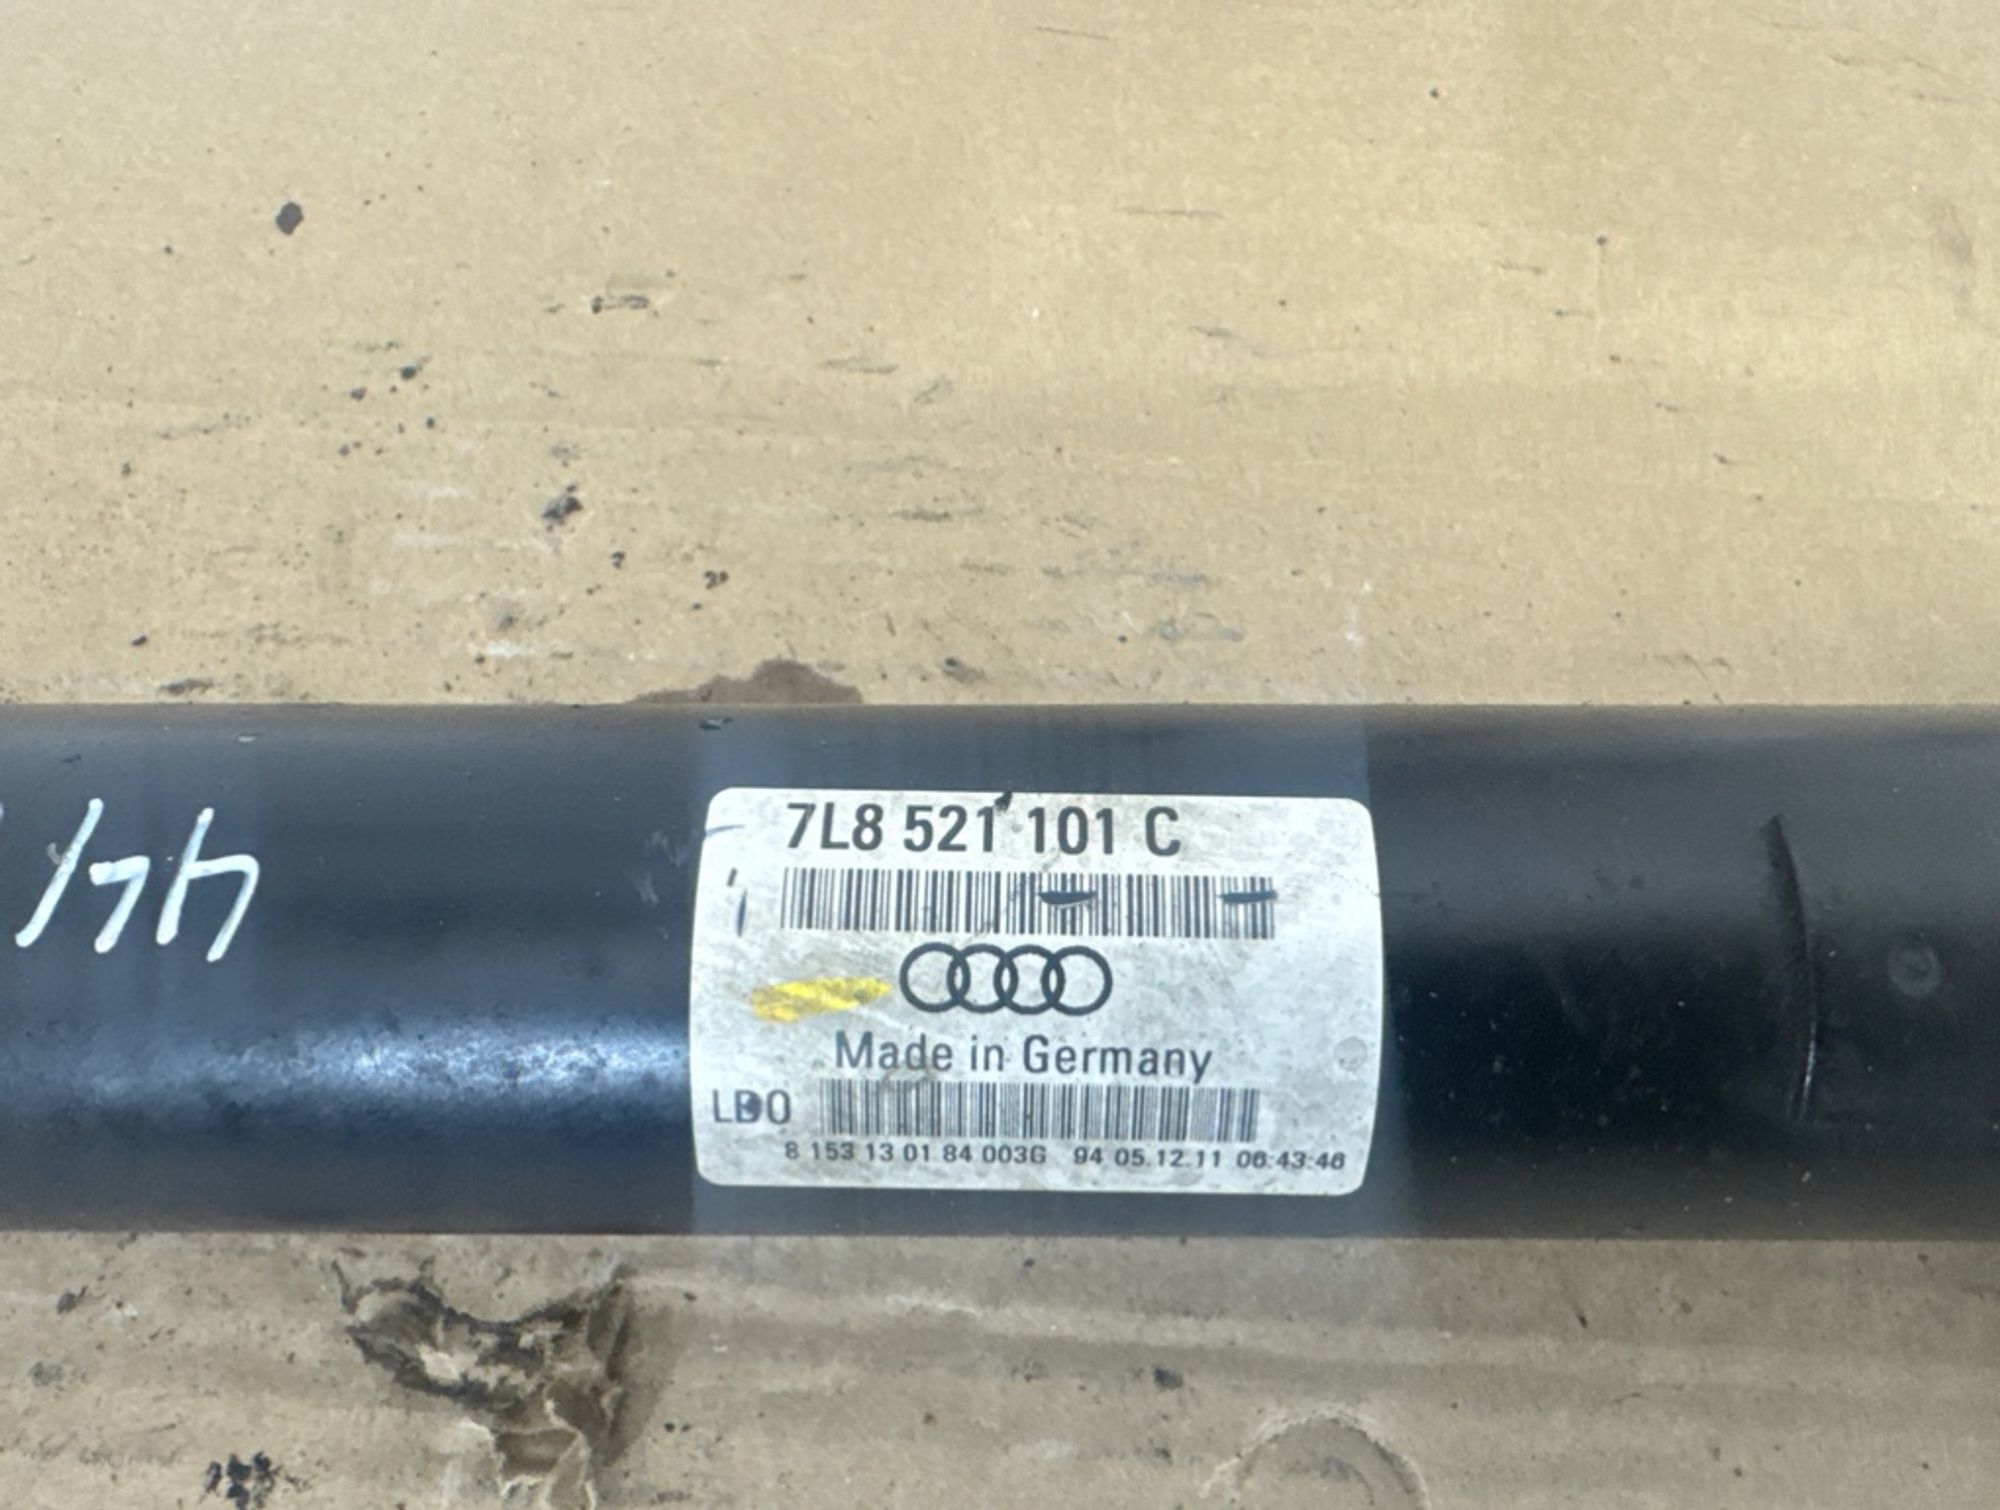 7L8 521 101 C
Made in Germany
LBO
8 153 13 01 84 003G 94 05.12.11 06:43:46